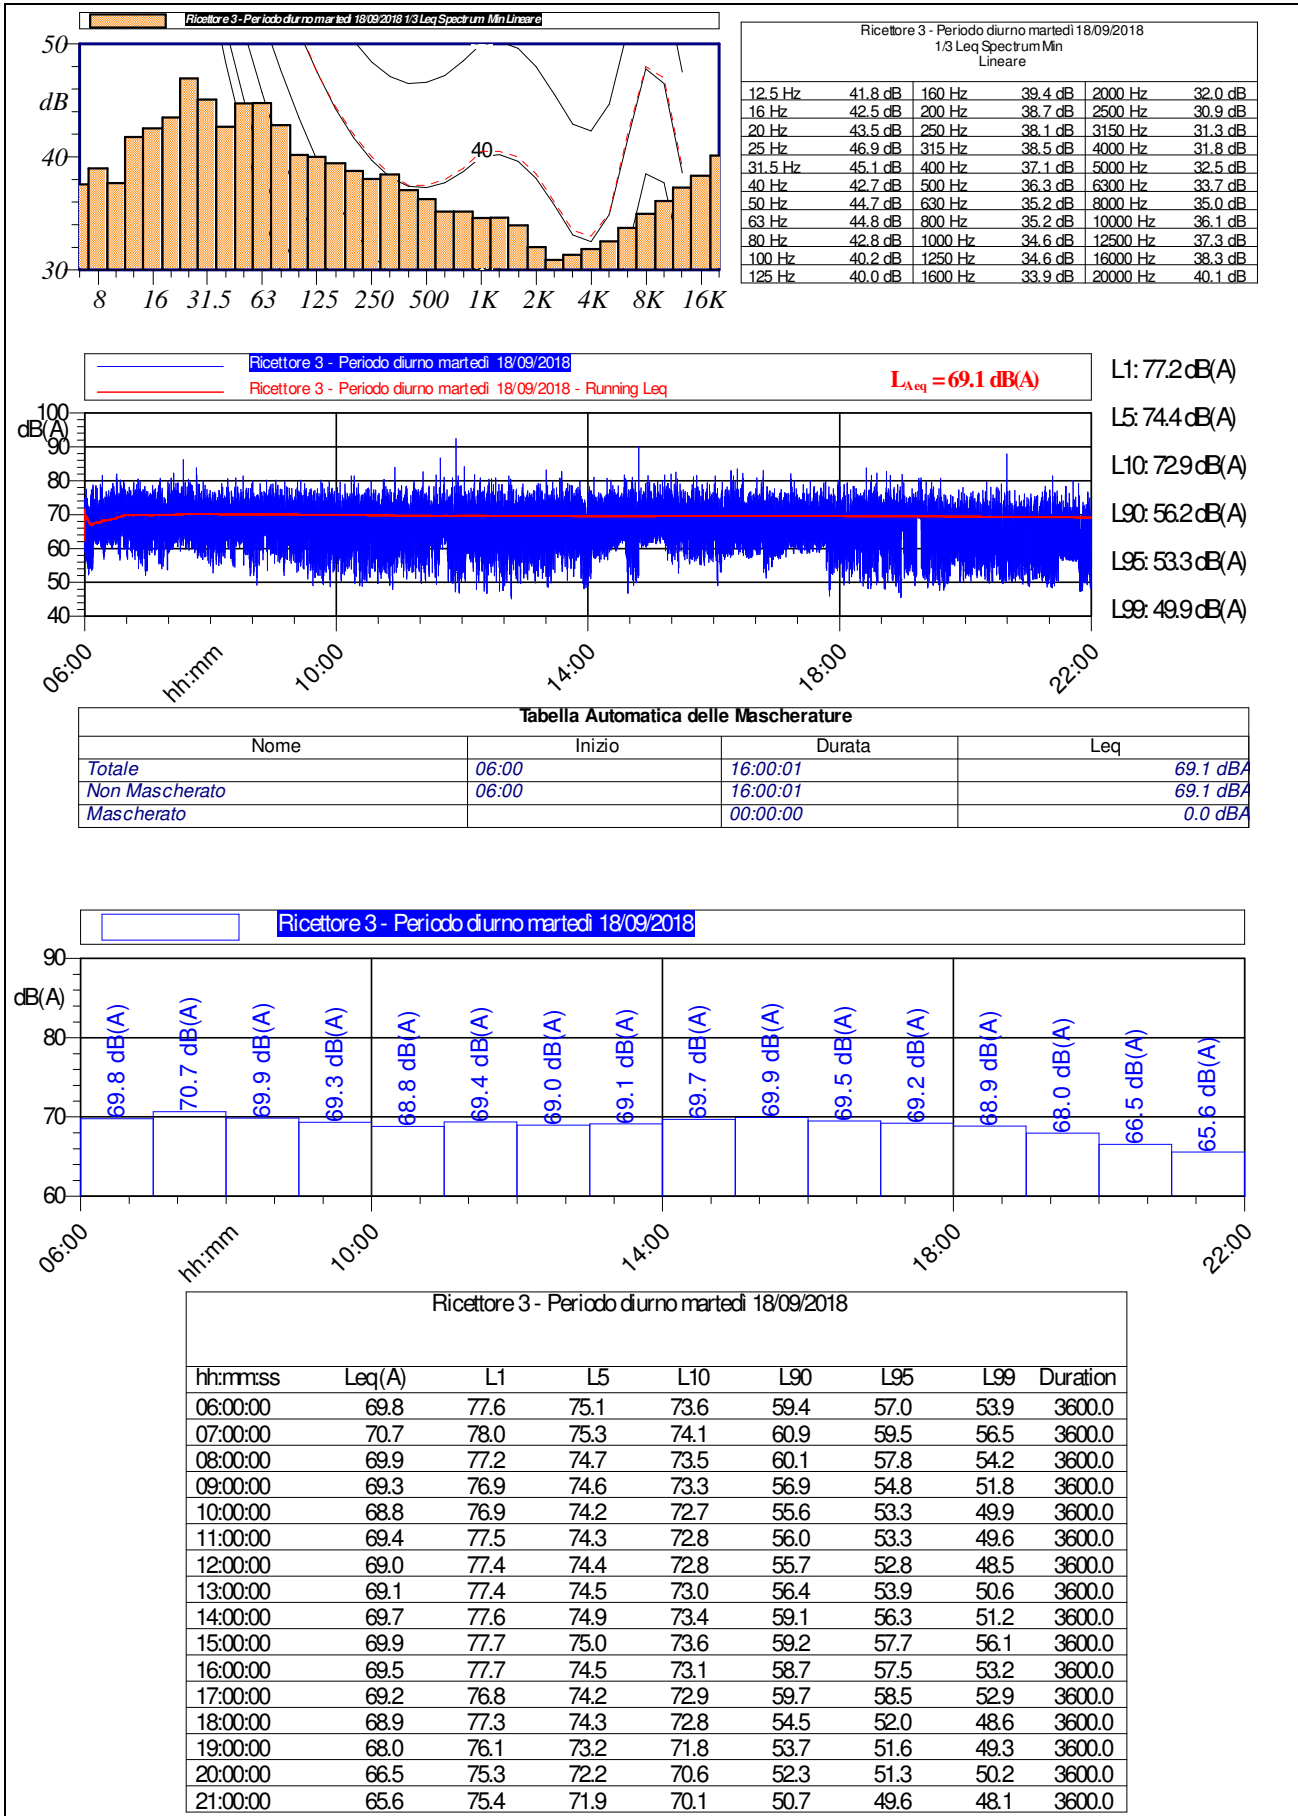 Ricettore 3 - Periodo diurno martedì 18/09/2018 1/3 Leq Spectrum Min Lineare
50
dB
40
30
40
8 16 31.5 63 125 250 500 1K 2K 4K 8K 16K
Ricettore 3 - Periodo diurno martedì 18/09/2018
1/3 Leq Spectrum Min
Lineare
12.5 Hz 41.8 dB 160 Hz 39.4 dB 2000 Hz 32.0 dB
16 Hz 42.5 dB 200 Hz 38.7 dB 2500 Hz 30.9 dB
20 Hz 43.5 dB 250 Hz 38.1 dB 3150 Hz 31.3 dB
25 Hz 46.9 dB 315 Hz 38.5 dB 4000 Hz 31.8 dB
31.5 Hz 45.1 dB 400 Hz 37.1 dB 5000 Hz 32.5 dB
40 Hz 42.7 dB 500 Hz 36.3 dB 6300 Hz 33.7 dB
50 Hz 44.7 dB 630 Hz 35.2 dB 8000 Hz 35.0 dB
63 Hz 44.8 dB 800 Hz 35.2 dB 10000 Hz 36.1 dB
80 Hz 42.8 dB 1000 Hz 34.6 dB 12500 Hz 37.3 dB
100 Hz 40.2 dB 1250 Hz 34.6 dB 16000 Hz 38.3 dB
125 Hz 40.0 dB 1600 Hz 33.9 dB 20000 Hz 40.1 dB
Ricettore 3 - Periodo diurno martedì 18/09/2018
Ricettore 3 - Periodo diurno martedì 18/09/2018 - Running Leq
LAeq = 69.1 dB(A)
L1: 77.2 dB(A)
L5: 74.4 dB(A)
L10: 72.9 dB(A)
L90: 56.2 dB(A)
L95: 53.3 dB(A)
L99: 49.9 dB(A)
100
dB(A)
90
80
70
60
50
40
06:00 hh:mm 10:00 14:00 18:00 22:00
Tabella Automatica delle Mascherature
Nome Inizio Durata Leq
Totale 06:00 16:00:01 69.1 dBA
Non Mascherato 06:00 16:00:01 69.1 dBA
Mascherato 00:00:00 0.0 dBA
Ricettore 3 - Periodo diurno martedì 18/09/2018
90
dB(A)
80
70
60
69.8 dB(A) 70.7 dB(A) 69.9 dB(A) 69.3 dB(A) 68.8 dB(A) 69.4 dB(A) 69.0 dB(A) 69.1 dB(A) 69.7 dB(A) 69.9 dB(A) 69.5 dB(A) 69.2 dB(A) 68.9 dB(A) 68.0 dB(A) 66.5 dB(A) 65.6 dB(A)
06:00 hh:mm 10:00 14:00 18:00 22:00
Ricettore 3 - Periodo diurno martedì 18/09/2018
hh:mm:ss Leq(A) L1 L5 L10 L90 L95 L99 Duration
06:00:00 69.8 77.6 75.1 73.6 59.4 57.0 53.9 3600.0
07:00:00 70.7 78.0 75.3 74.1 60.9 59.5 56.5 3600.0
08:00:00 69.9 77.2 74.7 73.5 60.1 57.8 54.2 3600.0
09:00:00 69.3 76.9 74.6 73.3 56.9 54.8 51.8 3600.0
10:00:00 68.8 76.9 74.2 72.7 55.6 53.3 49.9 3600.0
11:00:00 69.4 77.5 74.3 72.8 56.0 53.3 49.6 3600.0
12:00:00 69.0 77.4 74.4 72.8 55.7 52.8 48.5 3600.0
13:00:00 69.1 77.4 74.5 73.0 56.4 53.9 50.6 3600.0
14:00:00 69.7 77.6 74.9 73.4 59.1 56.3 51.2 3600.0
15:00:00 69.9 77.7 75.0 73.6 59.2 57.7 56.1 3600.0
16:00:00 69.5 77.7 74.5 73.1 58.7 57.5 53.2 3600.0
17:00:00 69.2 76.8 74.2 72.9 59.7 58.5 52.9 3600.0
18:00:00 68.9 77.3 74.3 72.8 54.5 52.0 48.6 3600.0
19:00:00 68.0 76.1 73.2 71.8 53.7 51.6 49.3 3600.0
20:00:00 66.5 75.3 72.2 70.6 52.3 51.3 50.2 3600.0
21:00:00 65.6 75.4 71.9 70.1 50.7 49.6 48.1 3600.0